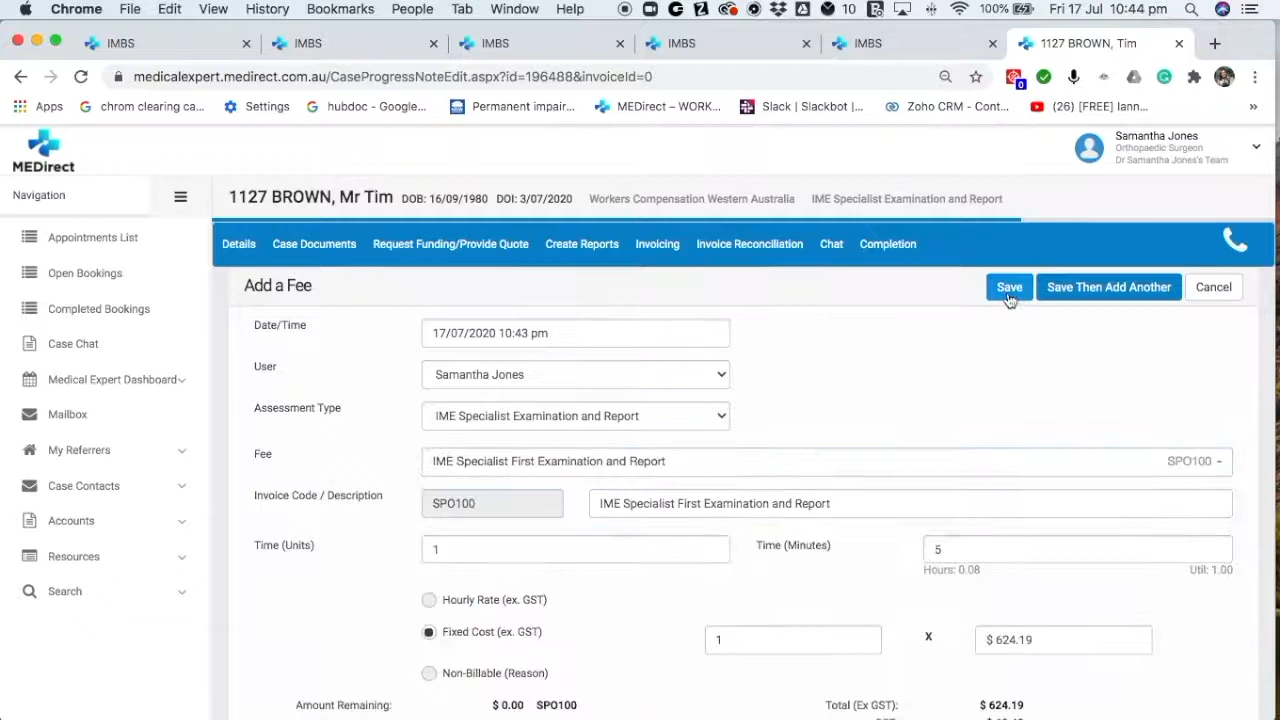 Chrome File Edit View History Bookmarks People Tab Window Help 10 100% Fri 17 Jul 10:44 pm
IMBS IMBS IMBS IMBS IMBS 1127 BROWN, Tim
medicalexpert.medirect.com.au/CaseProgressNoteEdit.aspx?id=196488&invoiceId=0 0
Apps chrom clearing ca... Settings hubdoc - Google... Permanent impair... MEDirect – WORK... Slack | Slackbot |... Zoho CRM - Cont... (26) [FREE] Iann... »
MEDirect
Samantha Jones
Orthopaedic Surgeon
Dr Samantha Jones's Team
Navigation
1127 BROWN, Mr Tim DOB: 16/09/1980 DOI: 3/07/2020 Workers Compensation Western Australia IME Specialist Examination and Report
Details Case Documents Request Funding/Provide Quote Create Reports Invoicing Invoice Reconciliation Chat Completion
Appointments List
Open Bookings
Completed Bookings
Case Chat
Medical Expert Dashboard
Mailbox
My Referrers
Case Contacts
Accounts
Resources
Search
Add a Fee Save Save Then Add Another Cancel
Date/Time 17/07/2020 10:43 pm
User Samantha Jones
Assessment Type IME Specialist Examination and Report
Fee IME Specialist First Examination and Report SPO100
Invoice Code / Description SPO100 IME Specialist First Examination and Report
Time (Units) 1 Time (Minutes) 5
Hours: 0.08 Util: 1.00
Hourly Rate (ex. GST)
Fixed Cost (ex. GST) 1 X $ 624.19
Non-Billable (Reason)
Amount Remaining: $ 0.00 SPO100 Total (Ex GST): $ 624.19